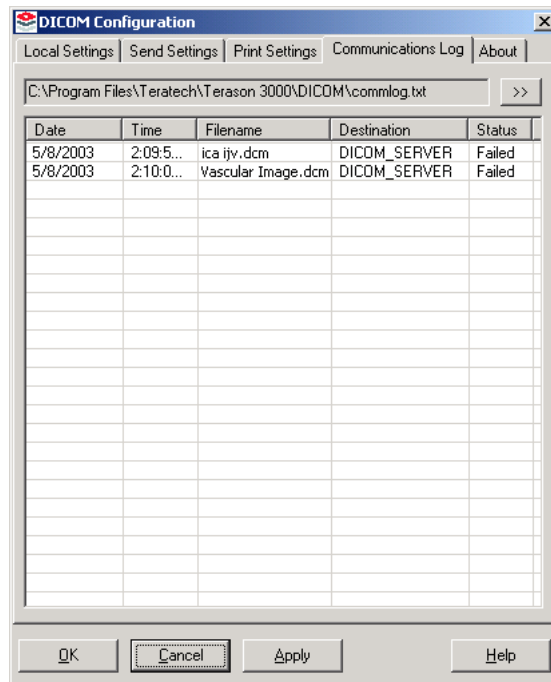 DICOM Configuration
Local Settings Send Settings Print Settings Communications Log About
C:\Program Files\Teratech\Terason 3000\DICOM\commlog.txt >>
Date Time Filename Destination Status
5/8/2003 2:09:5... ica ijv.dcm DICOM_SERVER Failed
5/8/2003 2:10:0... Vascular Image.dcm DICOM_SERVER Failed
OK Cancel Apply Help